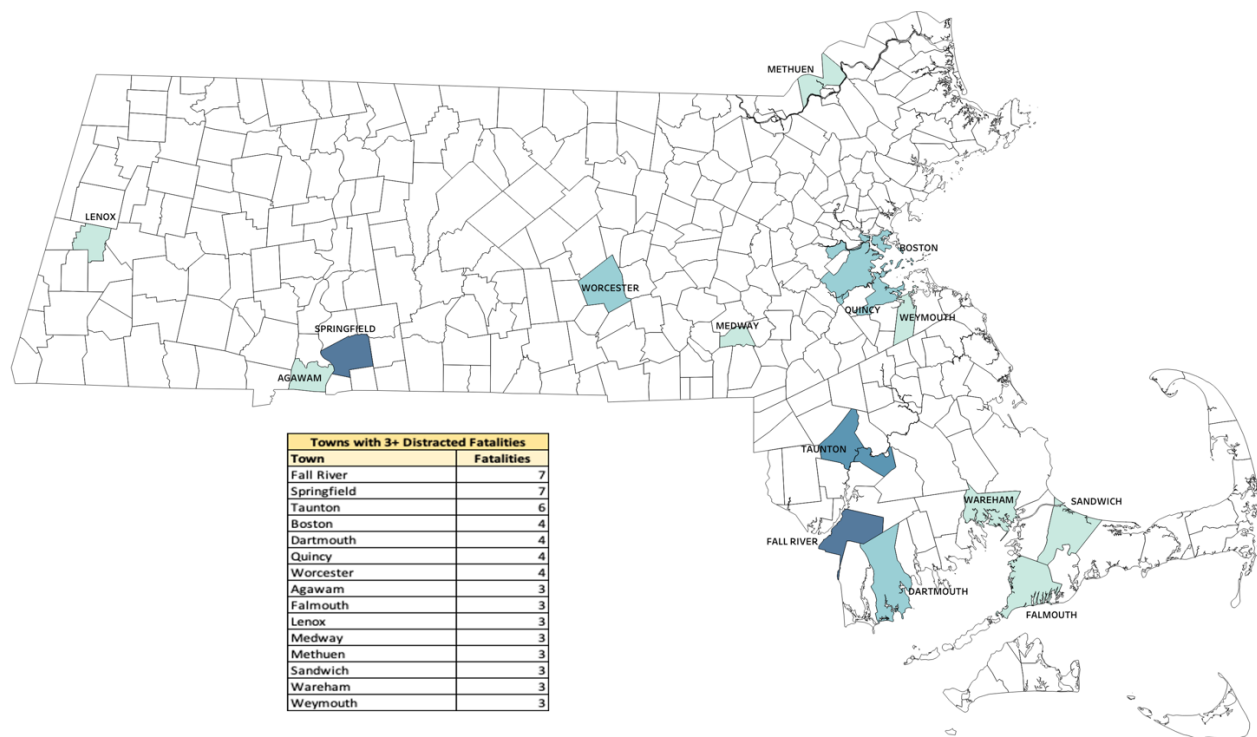 METHUEN
LENOX
BOSTON
WORCESTER
QUINCY
WEYMOUTH
MEDWAY
SPRINGFIELD
AGAWAM
TAUNTON
WAREHAM
SANDWICH
FALL RIVER
DARTMOUTH
FALMOUTH
Towns with 3+ Distracted Fatalities
Town Fatalities
Fall River 7
Springfield 7
Taunton 6
Boston 4
Dartmouth 4
Quincy 4
Worcester 4
Agawam 3
Falmouth 3
Lenox 3
Medway 3
Methuen 3
Sandwich 3
Wareham 3
Weymouth 3